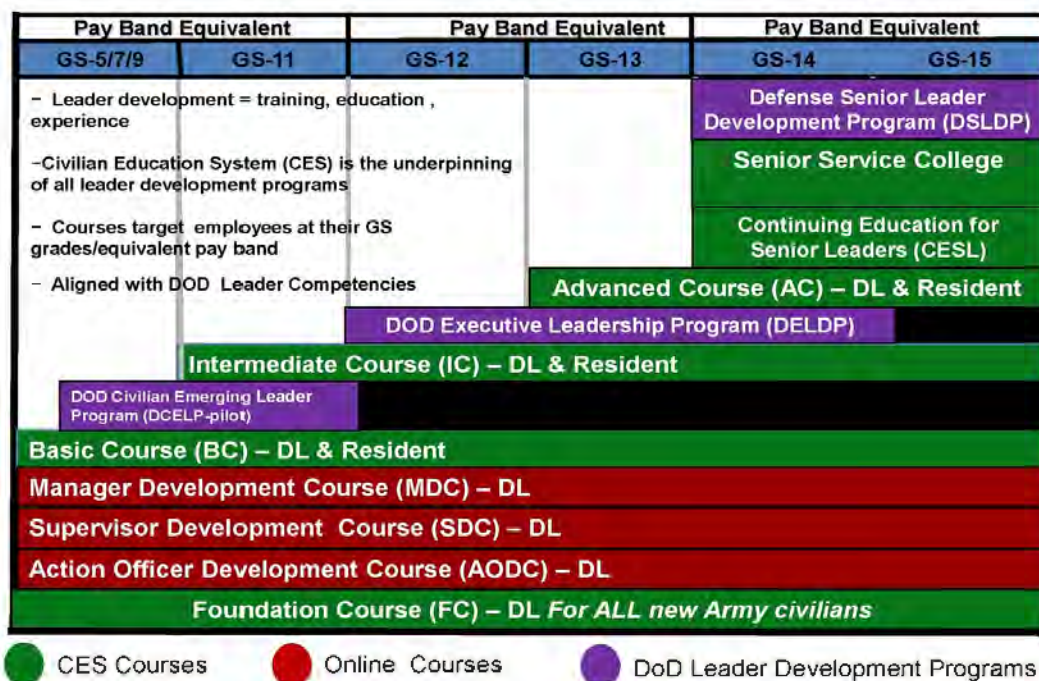 Pay Band Equivalent Pay Band Equivalent Pay Band Equivalent
GS-5/7/9 GS-11 GS-12 GS-13 GS-14 GS-15
– Leader development = training, education ,
experience
–Civilian Education System (CES) is the underpinning
of all leader development programs
– Courses target employees at their GS
grades/equivalent pay band
– Aligned with DOD Leader Competencies
Defense Senior Leader
Development Program (DSLDP)
Senior Service College
Continuing Education for
Senior Leaders (CESL)
Advanced Course (AC) – DL & Resident
DOD Executive Leadership Program (DELDP)
Intermediate Course (IC) – DL & Resident
DOD Civilian Emerging Leader
Program (DCELP-pilot)
Basic Course (BC) – DL & Resident
Manager Development Course (MDC) – DL
Supervisor Development Course (SDC) – DL
Action Officer Development Course (AODC) – DL
Foundation Course (FC) – DL For ALL new Army civilians
CES Courses Online Courses DoD Leader Development Programs